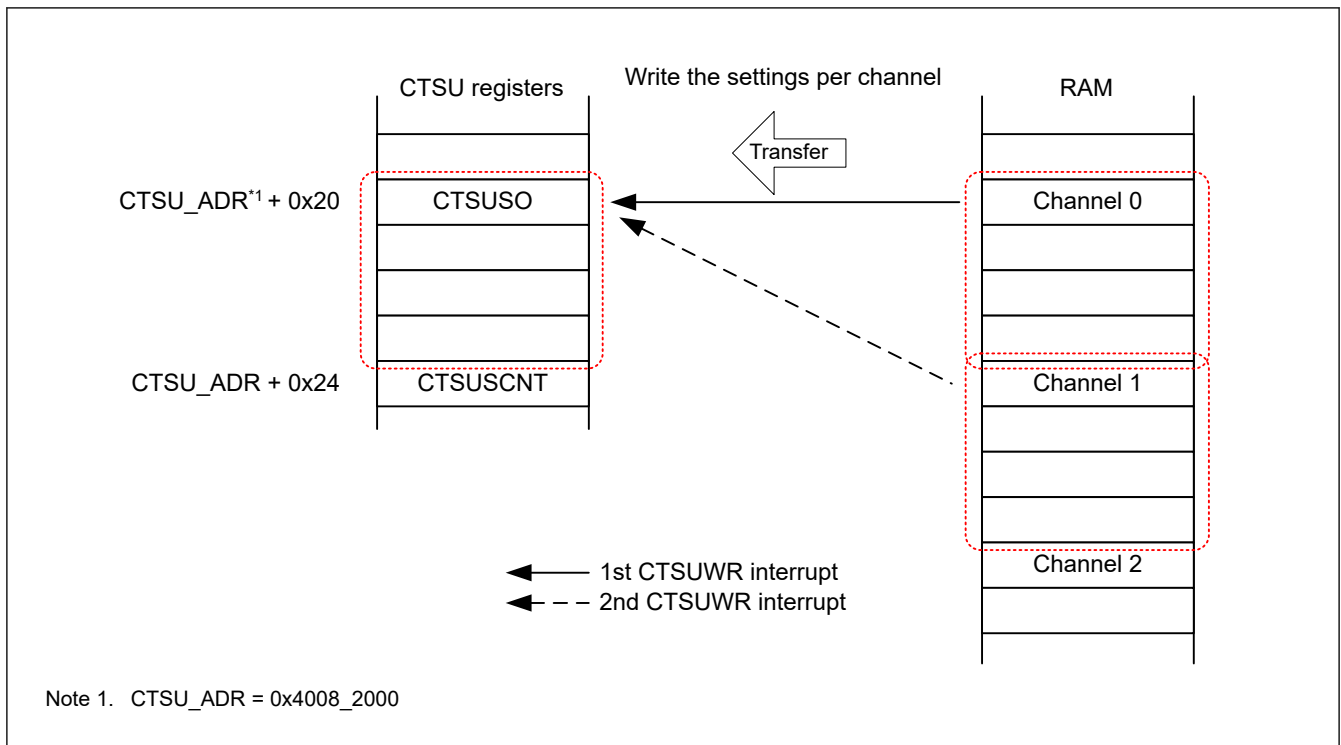 Write the settings per channel
CTSU registers
RAM
Transfer
CTSU_ADR*1 + 0x20
CTSUSO
Channel 0
CTSU_ADR + 0x24
CTSUSCNT
Channel 1
Channel 2
1st CTSUWR interrupt
2nd CTSUWR interrupt
Note 1. CTSU_ADR = 0x4008_2000